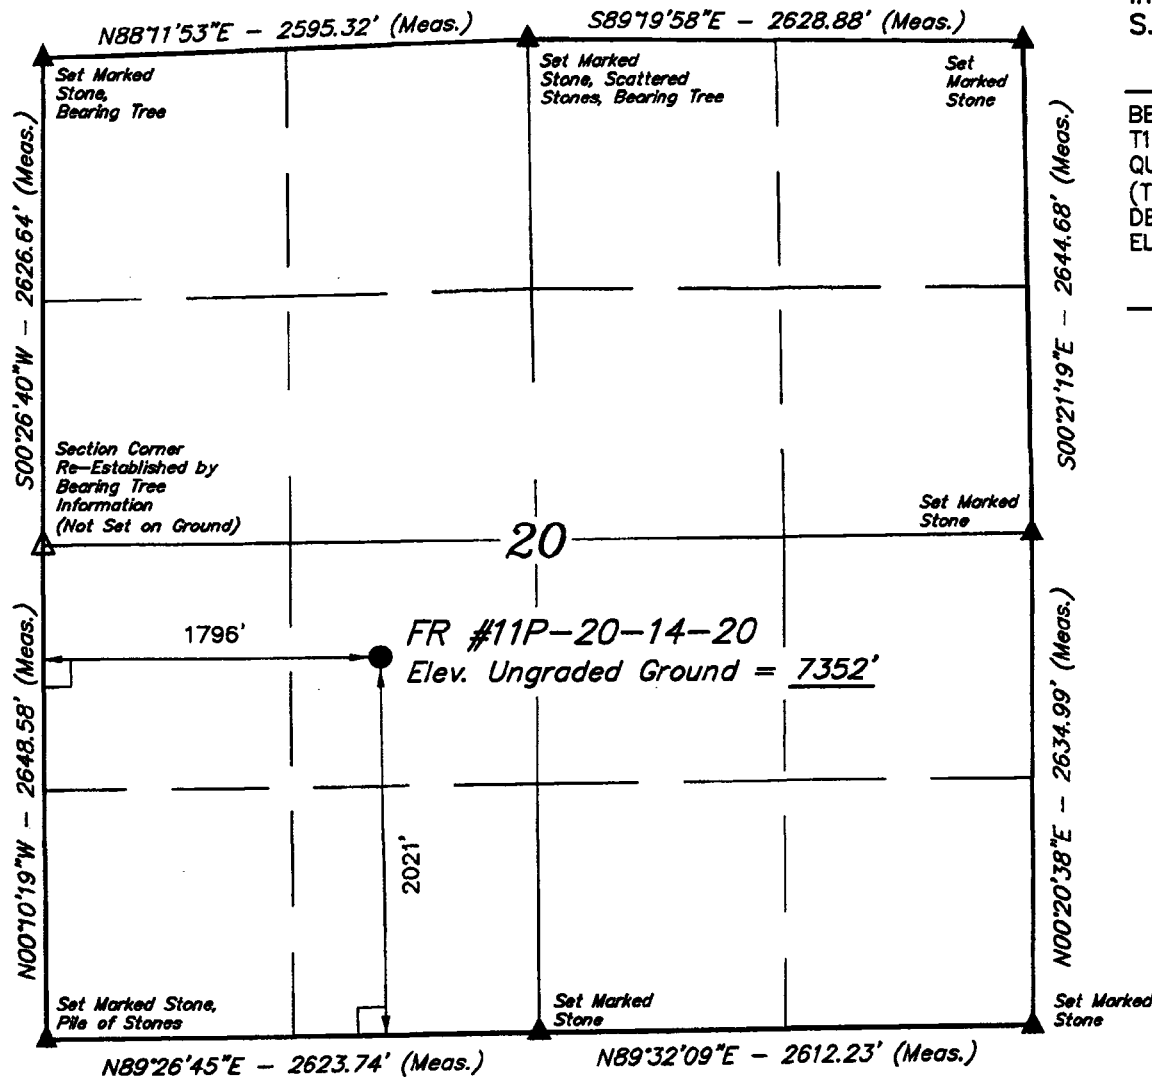 N88°11'53"E - 2595.32' (Meas.)
S89°19'58"E - 2628.88' (Meas.)
S.
Set Marked
Stone,
Bearing Tree
Set Marked
Stone, Scattered
Stones, Bearing Tree
Set
Marked
Stone
BE
T1
QU
(T
DE
EL
S00°26'40"W - 2626.64' (Meas.)
S00°21'19"E - 2644.68' (Meas.)
Section Corner
Re-Established by
Bearing Tree
Information
(Not Set on Ground)
Set Marked
Stone
20
1796'
FR #11P-20-14-20
Elev. Ungraded Ground = 7352'
2021'
N00°10'19"W - 2648.58' (Meas.)
N00°20'38"E - 2634.99' (Meas.)
Set Marked Stone,
Pile of Stones
Set Marked
Stone
Set Marked
Stone
N89°26'45"E - 2623.74' (Meas.)
N89°32'09"E - 2612.23' (Meas.)